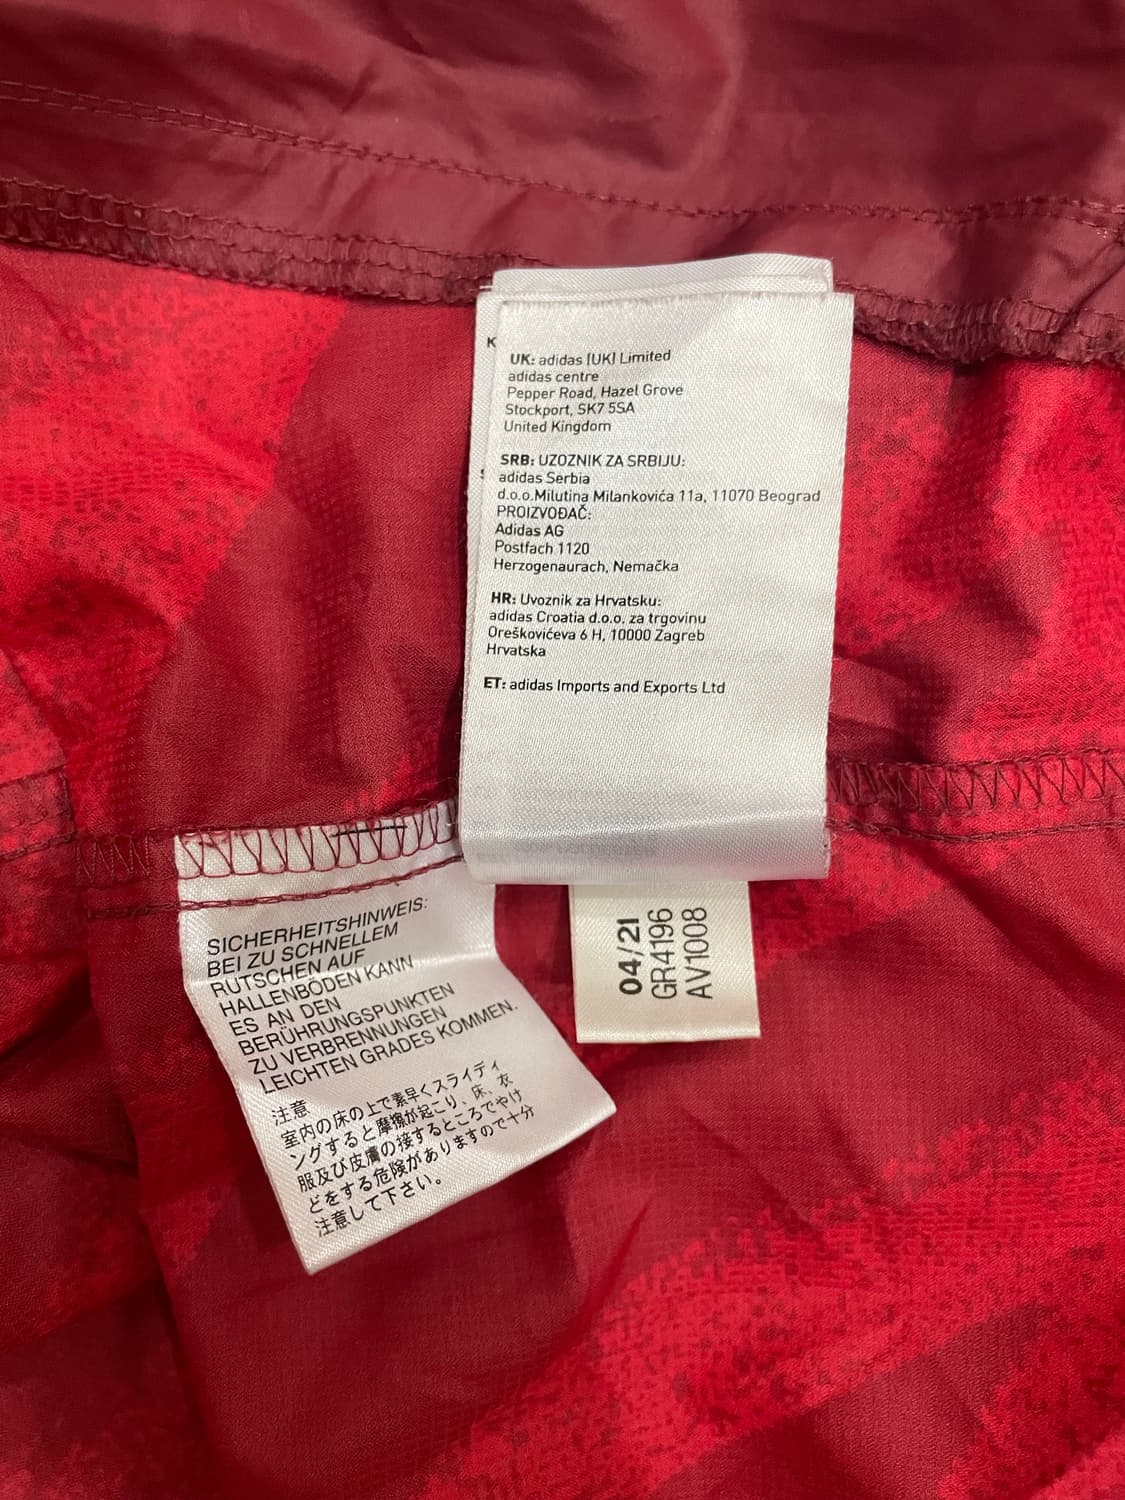 K
UK: adidas (UK) Limited
adidas centre
Pepper Road, Hazel Grove
Stockport, SK7 5SA
United Kingdom
SRB: UZOZNIK ZA SRBIJU:
adidas Serbia
d.o.o.Milutina Milankovića 11a, 11070 Beograd
PROIZVOĐAČ:
Adidas AG
Postfach 1120
Herzogenaurach, Nemačka
HR: Uvoznik za Hrvatsku:
adidas Croatia d.o.o. za trgovinu
Oreškovićeva 6 H, 10000 Zagreb
Hrvatska
ET: adidas Imports and Exports Ltd
04/21
GR4196
AV1008
SICHERHEITSHINWEIS:
BEI ZU SCHNELLEM
RUTSCHEN AUF
HALLENBÖDEN KANN
ES AN DEN
BERÜHRUNGSPUNKTEN
ZU VERBRENNUNGEN
LEICHTEN GRADES KOMMEN.
注意
室内の床の上で素早くスライディ
ングすると摩擦が起こり、床、衣
服及び皮膚の接するところでやけ
どをする危険がありますので十分
注意して下さい。